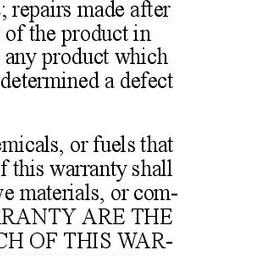 ; repairs made after
of the product in
any product which
determined a defect
emicals, or fuels that
f this warranty shall
ve materials, or com-
RRANTY ARE THE
CH OF THIS WAR-